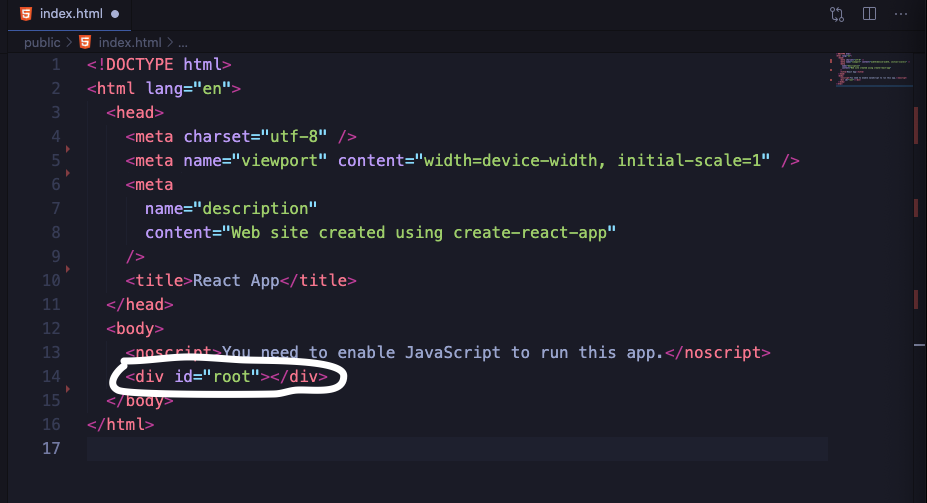 index.html
public > index.html > ...
1 <!DOCTYPE html>
2 <html lang="en">
3 <head>
4 <meta charset="utf-8" />
5 <meta name="viewport" content="width=device-width, initial-scale=1" />
6 <meta
7 name="description"
8 content="Web site created using create-react-app"
9 />
10 <title>React App</title>
11 </head>
12 <body>
13 <noscript>You need to enable JavaScript to run this app.</noscript>
14 <div id="root"></div>
15 </body>
16 </html>
17